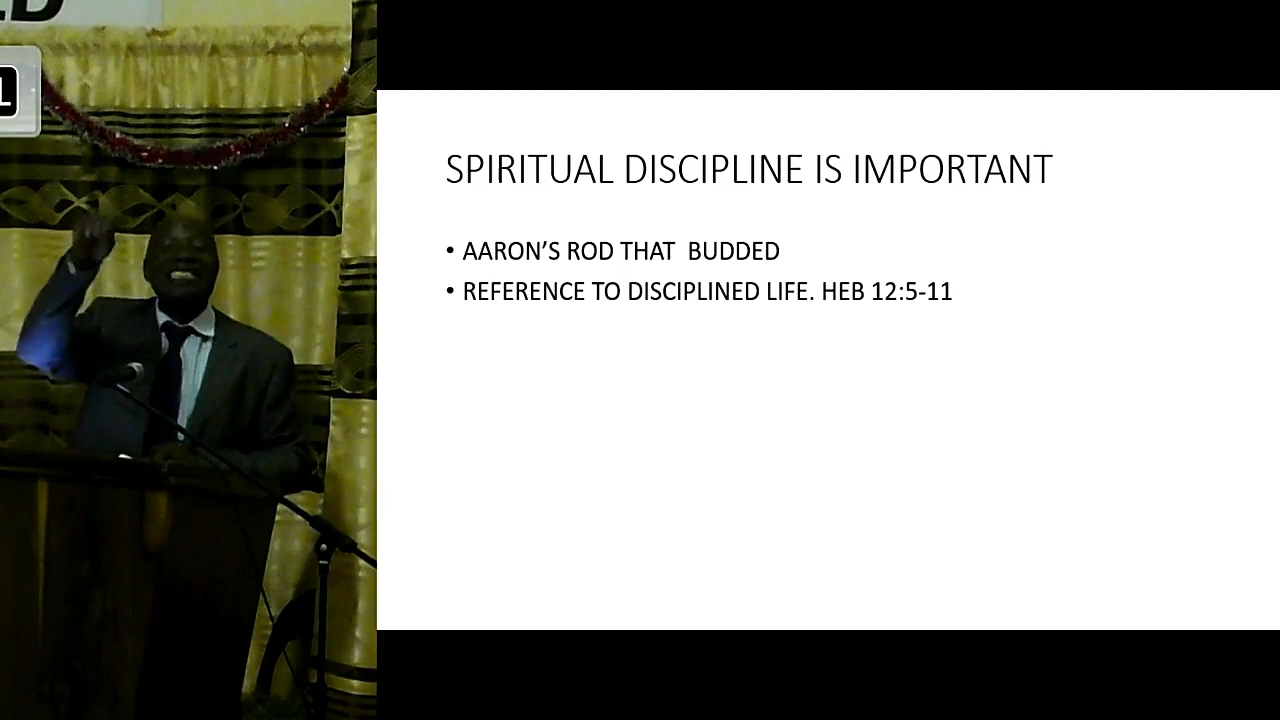 SPIRITUAL DISCIPLINE IS IMPORTANT
• AARON'S ROD THAT  BUDDED
• REFERENCE TO DISCIPLINED LIFE. HEB 12:5-11